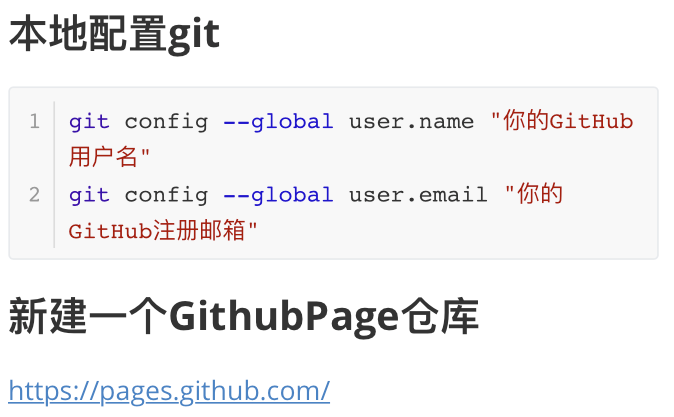 本地配置git
1 git config --global user.name "你的GitHub
用户名"
2 git config --global user.email "你的
GitHub注册邮箱"
新建一个GithubPage仓库
https://pages.github.com/